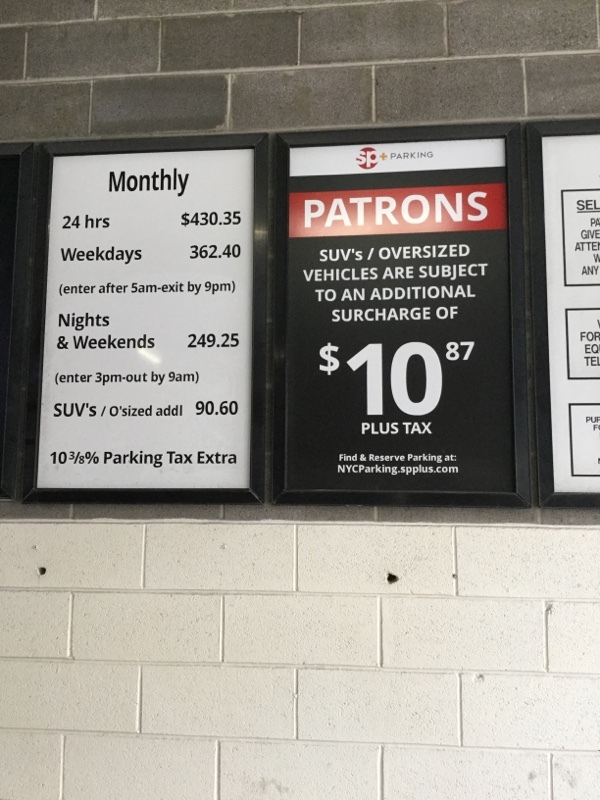 Monthly
24 hrs $430.35
Weekdays 362.40
(enter after 5am-exit by 9pm)
Nights
& Weekends 249.25
(enter 3pm-out by 9am)
SUV's / O'sized addl 90.60
10 3/8% Parking Tax Extra
sp + PARKING
PATRONS
SUV's / OVERSIZED
VEHICLES ARE SUBJECT
TO AN ADDITIONAL
SURCHARGE OF
$10 87
PLUS TAX
Find & Reserve Parking at:
NYCParking.spplus.com